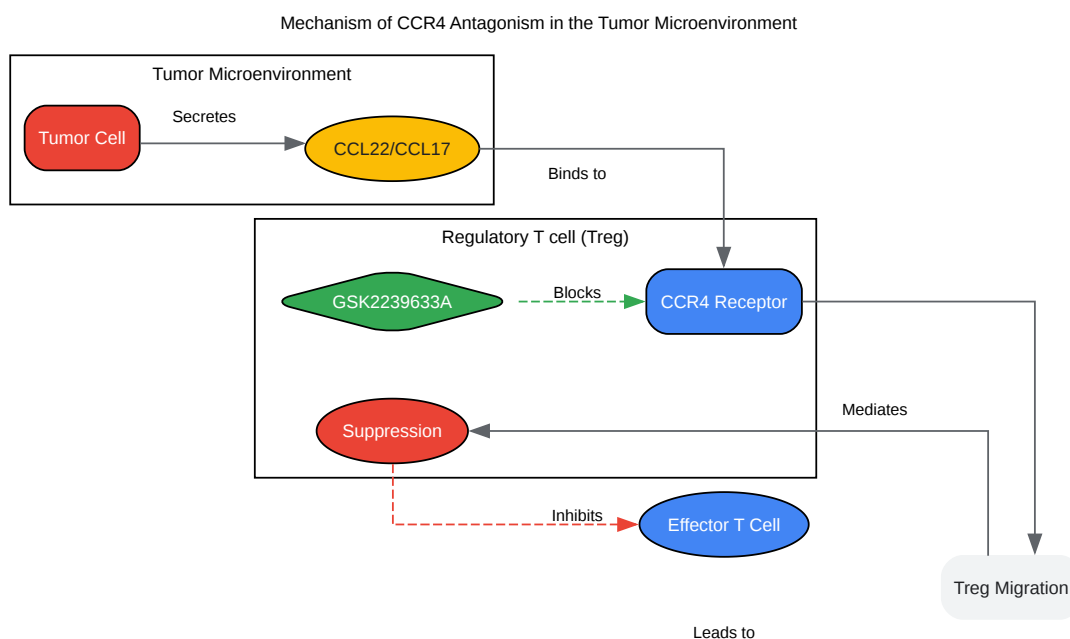 Mechanism of CCR4 Antagonism in the Tumor Microenvironment
Tumor Microenvironment
Secretes
Tumor Cell
CCL22/CCL17
Binds to
Regulatory T cell (Treg)
Blocks
GSK2239633A
CCR4 Receptor
Mediates
Suppression
Inhibits
Effector T Cell
Treg Migration
Leads to